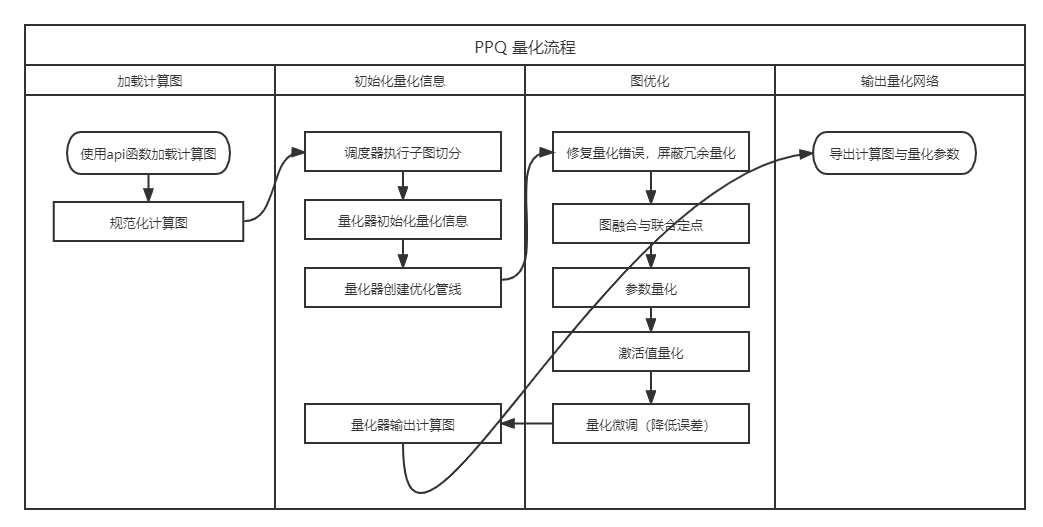 PPQ 量化流程
加载计算图
初始化量化信息
图优化
输出量化网络
使用api函数加载计算图
规范化计算图
调度器执行子图切分
量化器初始化量化信息
量化器创建优化管线
量化器输出计算图
修复量化错误，屏蔽冗余量化
图融合与联合定点
参数量化
激活值量化
量化微调（降低误差）
导出计算图与量化参数